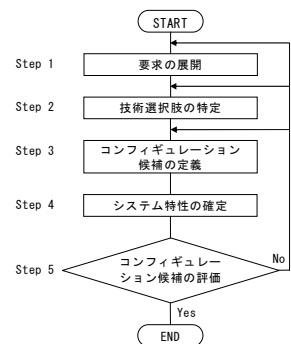 START
Step 1
要求の展開
Step 2
技術選択肢の特定
Step 3
コンフィギュレーション
候補の定義
Step 4
システム特性の確定
Step 5
コンフィギュレー
ション候補の評価
No
Yes
END